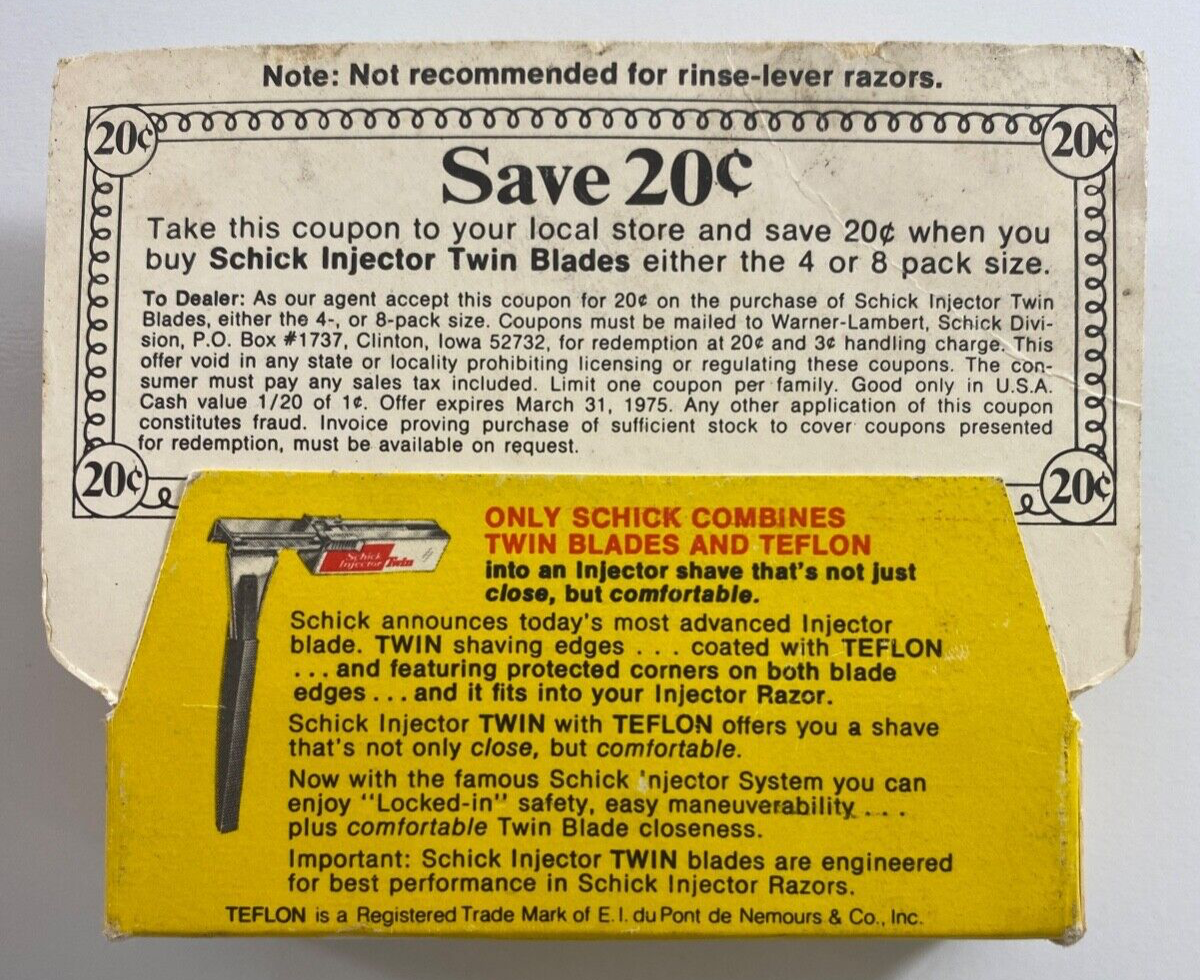 Note: Not recommended for rinse-lever razors.
20¢ 20¢
Save 20¢
Take this coupon to your local store and save 20¢ when you
buy Schick Injector Twin Blades either the 4 or 8 pack size.
To Dealer: As our agent accept this coupon for 20¢ on the purchase of Schick Injector Twin
Blades, either the 4-, or 8-pack size. Coupons must be mailed to Warner-Lambert, Schick Divi-
sion, P.O. Box #1737, Clinton, Iowa 52732, for redemption at 20¢ and 3¢ handling charge. This
offer void in any state or locality prohibiting licensing or regulating these coupons. The con-
sumer must pay any sales tax included. Limit one coupon per family. Good only in U.S.A.
Cash value 1/20 of 1¢. Offer expires March 31, 1975. Any other application of this coupon
constitutes fraud. Invoice proving purchase of sufficient stock to cover coupons presented
for redemption, must be available on request.
20¢ 20¢
Schick
Injector Twin
ONLY SCHICK COMBINES
TWIN BLADES AND TEFLON
into an Injector shave that's not just
close, but comfortable.
Schick announces today's most advanced Injector
blade. TWIN shaving edges . . . coated with TEFLON
. . . and featuring protected corners on both blade
edges . . . and it fits into your Injector Razor.
Schick Injector TWIN with TEFLON offers you a shave
that's not only close, but comfortable.
Now with the famous Schick Injector System you can
enjoy "Locked-in" safety, easy maneuverability . . .
plus comfortable Twin Blade closeness.
Important: Schick Injector TWIN blades are engineered
for best performance in Schick Injector Razors.
TEFLON is a Registered Trade Mark of E. I. du Pont de Nemours & Co., Inc.